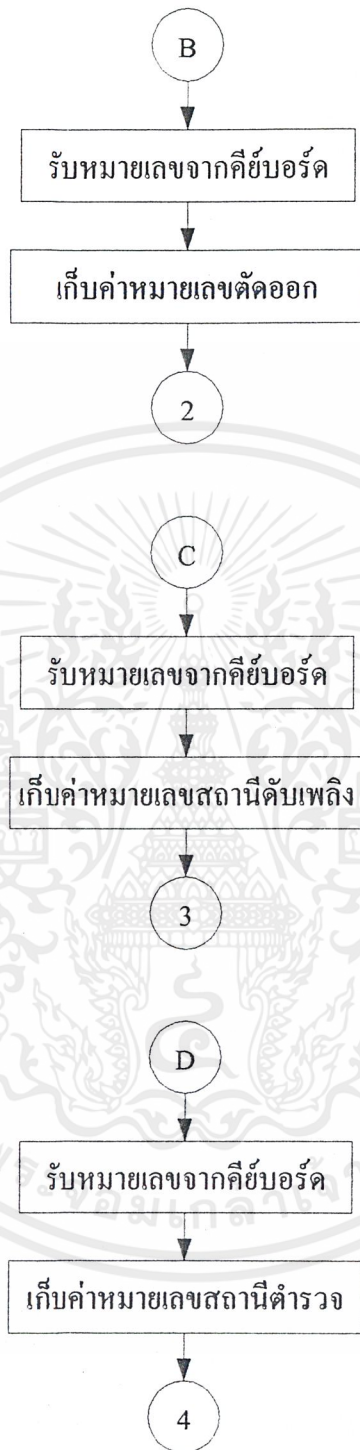 B
รับหมายเลขจากคีย์บอร์ด
เก็บค่าหมายเลขตัดออก
2
C
รับหมายเลขจากคีย์บอร์ด
เก็บค่าหมายเลขสถานีดับเพลิง
3
D
รับหมายเลขจากคีย์บอร์ด
เก็บค่าหมายเลขสถานีตำรวจ
4